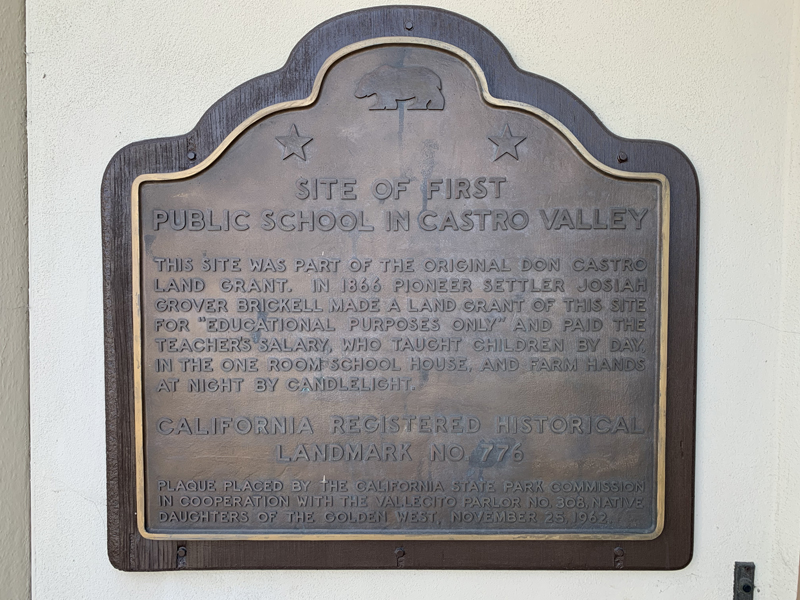 SITE OF FIRST
PUBLIC SCHOOL IN CASTRO VALLEY
THIS SITE WAS PART OF THE ORIGINAL DON CASTRO
LAND GRANT. IN 1866 PIONEER SETTLER JOSIAH
GROVER BRICKELL MADE A LAND GRANT OF THIS SITE
FOR "EDUCATIONAL PURPOSES ONLY" AND PAID THE
TEACHER'S SALARY, WHO TAUGHT CHILDREN BY DAY,
IN THE ONE ROOM SCHOOL HOUSE, AND FARM HANDS
AT NIGHT BY CANDLELIGHT.
CALIFORNIA REGISTERED HISTORICAL
LANDMARK NO. 776
PLAQUE PLACED BY THE CALIFORNIA STATE PARK COMMISSION
IN COOPERATION WITH THE VALLECITO PARLOR NO. 308, NATIVE
DAUGHTERS OF THE GOLDEN WEST, NOVEMBER 25, 1962.